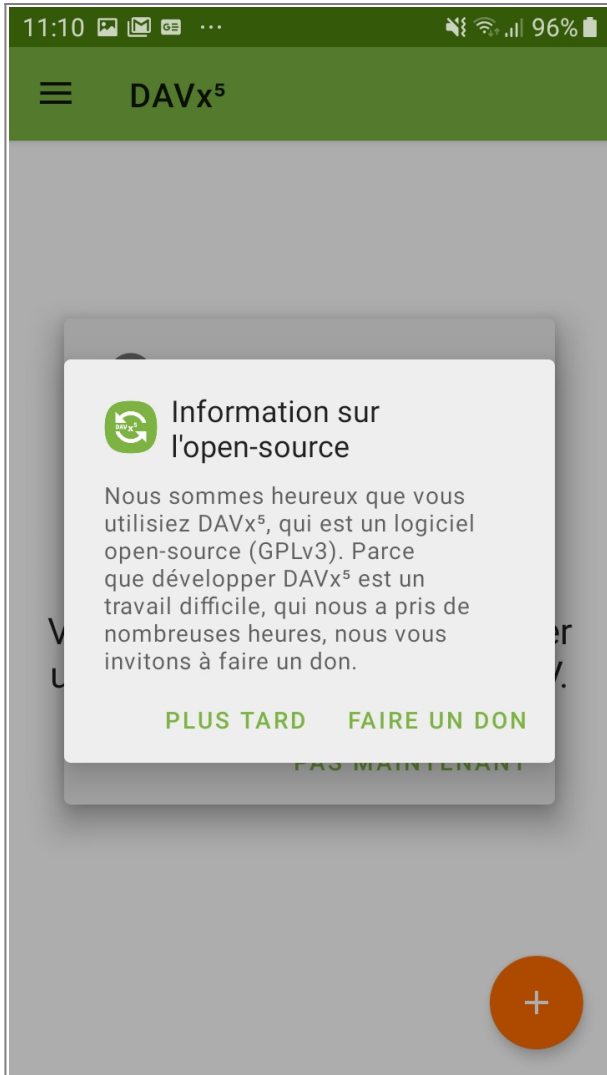 11:10 ... 96%
DAVx⁵
Information sur
l'open-source
Nous sommes heureux que vous
utilisiez DAVx⁵, qui est un logiciel
open-source (GPLv3). Parce
que développer DAVx⁵ est un
travail difficile, qui nous a pris de
nombreuses heures, nous vous
invitons à faire un don.
PLUS TARD FAIRE UN DON
PAS MAINTENANT
+